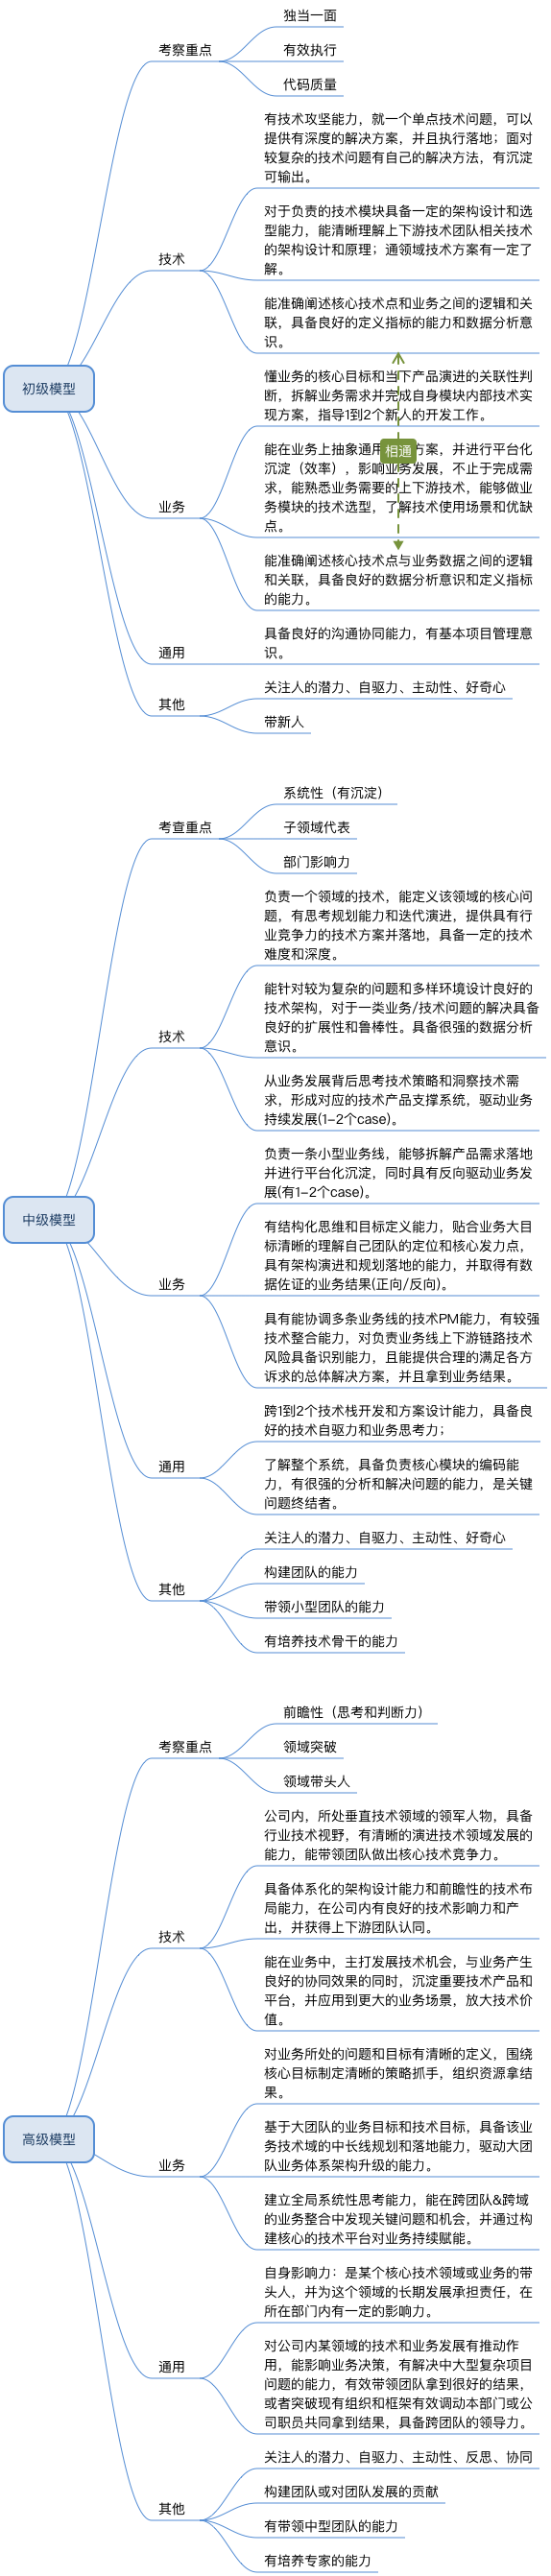 初级模型
考察重点
独当一面
有效执行
代码质量
技术
有技术攻坚能力，就一个单点技术问题，可以
提供有深度的解决方案，并且执行落地；面对
较复杂的技术问题有自己的解决方法，有沉淀
可输出。
对于负责的技术模块具备一定的架构设计和选
型能力，能清晰理解上下游技术团队相关技术
的架构设计和原理；通领域技术方案有一定了
解。
能准确阐述核心技术点和业务之间的逻辑和关
联，具备良好的定义指标的能力和数据分析意
识。
业务
懂业务的核心目标和当下产品演进的关联性判
断，拆解业务需求并完成自身模块内部技术实
现方案，指导1到2个新人的开发工作。
能在业务上抽象通用 方案，并进行平台化
沉淀（效率），影响业务发展，不止于完成需
求，能熟悉业务需要的上下游技术，能够做业
务模块的技术选型，了解技术使用场景和优缺
点。
相通
能准确阐述核心技术点与业务数据之间的逻辑
和关联，具备良好的数据分析意识和定义指标
的能力。
通用
具备良好的沟通协同能力，有基本项目管理意
识。
其他
关注人的潜力、自驱力、主动性、好奇心
带新人
中级模型
考查重点
系统性（有沉淀）
子领域代表
部门影响力
技术
负责一个领域的技术，能定义该领域的核心问
题，有思考规划能力和迭代演进，提供具有行
业竞争力的技术方案并落地，具备一定的技术
难度和深度。
能针对较为复杂的问题和多样环境设计良好的
技术架构，对于一类业务/技术问题的解决具备
良好的扩展性和鲁棒性。具备很强的数据分析
意识。
从业务发展背后思考技术策略和洞察技术需
求，形成对应的技术产品支撑系统，驱动业务
持续发展(1-2个case)。
业务
负责一条小型业务线，能够拆解产品需求落地
并进行平台化沉淀，同时具有反向驱动业务发
展(有1-2个case)。
有结构化思维和目标定义能力，贴合业务大目
标清晰的理解自己团队的定位和核心发力点，
具有架构演进和规划落地的能力，并取得有数
据佐证的业务结果(正向/反向)。
具有能协调多条业务线的技术PM能力，有较强
技术整合能力，对负责业务线上下游链路技术
风险具备识别能力，且能提供合理的满足各方
诉求的总体解决方案，并且拿到业务结果。
通用
跨1到2个技术栈开发和方案设计能力，具备良
好的技术自驱力和业务思考力；
了解整个系统，具备负责核心模块的编码能
力，有很强的分析和解决问题的能力，是关键
问题终结者。
其他
关注人的潜力、自驱力、主动性、好奇心
构建团队的能力
带领小型团队的能力
有培养技术骨干的能力
高级模型
考察重点
前瞻性（思考和判断力）
领域突破
领域带头人
技术
公司内，所处垂直技术领域的领军人物，具备
行业技术视野，有清晰的演进技术领域发展的
能力，能带领团队做出核心技术竞争力。
具备体系化的架构设计能力和前瞻性的技术布
局能力，在公司内有良好的技术影响力和产
出，并获得上下游团队认同。
能在业务中，主打发展技术机会，与业务产生
良好的协同效果的同时，沉淀重要技术产品和
平台，并应用到更大的业务场景，放大技术价
值。
业务
对业务所处的问题和目标有清晰的定义，围绕
核心目标制定清晰的策略抓手，组织资源拿结
果。
基于大团队的业务目标和技术目标，具备该业
务技术域的中长线规划和落地能力，驱动大团
队业务体系架构升级的能力。
建立全局系统性思考能力，能在跨团队&跨域
的业务整合中发现关键问题和机会，并通过构
建核心的技术平台对业务持续赋能。
通用
自身影响力：是某个核心技术领域或业务的带
头人，并为这个领域的长期发展承担责任，在
所在部门内有一定的影响力。
对公司内某领域的技术和业务发展有推动作
用，能影响业务决策，有解决中大型复杂项目
问题的能力，有效带领团队拿到很好的结果，
或者突破现有组织和框架有效调动本部门或公
司职员共同拿到结果，具备跨团队的领导力。
其他
关注人的潜力、自驱力、主动性、反思、协同
构建团队或对团队发展的贡献
有带领中型团队的能力
有培养专家的能力